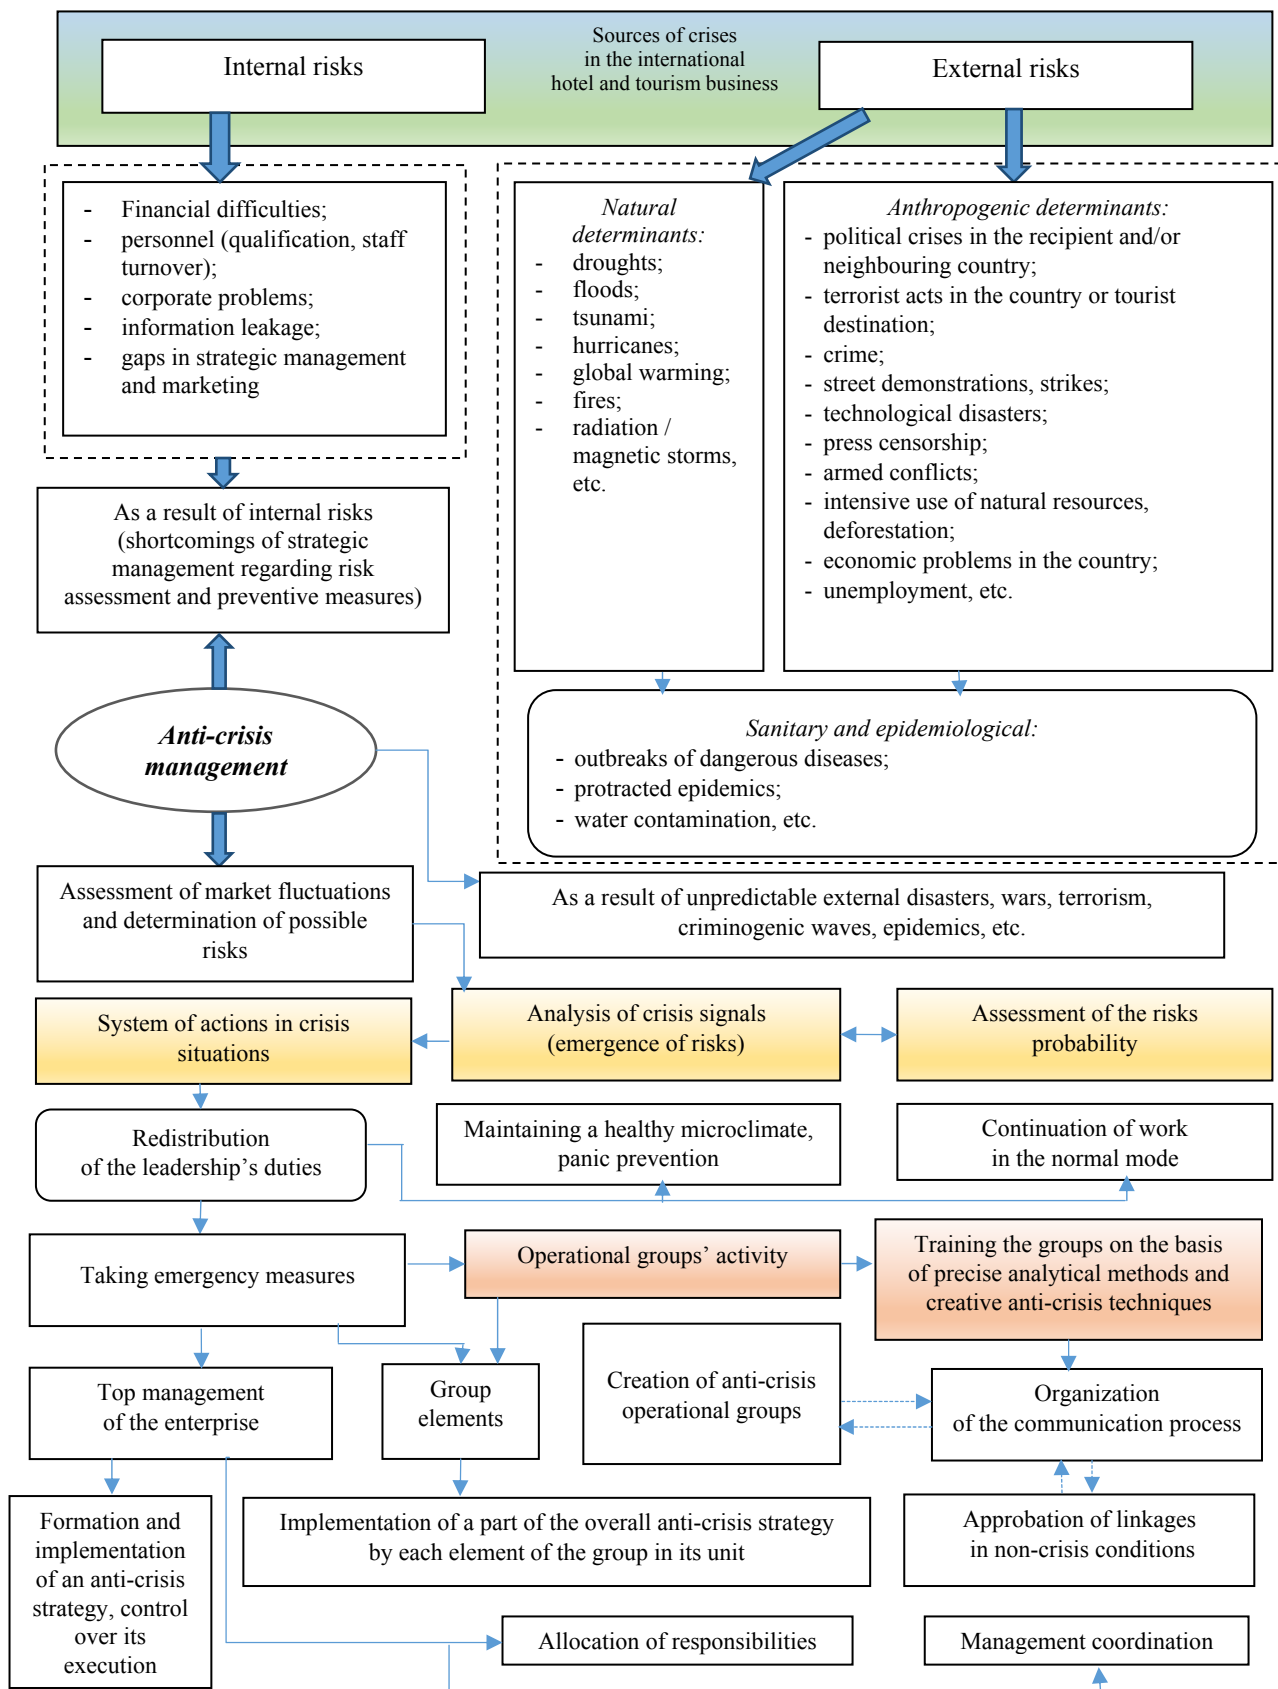 Sources of crises
in the international
hotel and tourism business
Internal risks
External risks
- Financial difficulties;
- personnel (qualification, staff
turnover);
- corporate problems;
- information leakage;
- gaps in strategic management
and marketing
Natural
determinants:
- droughts;
- floods;
- tsunami;
- hurricanes;
- global warming;
- fires;
- radiation /
magnetic storms,
etc.
Anthropogenic determinants:
- political crises in the recipient and/or
neighbouring country;
- terrorist acts in the country or tourist
destination;
- crime;
- street demonstrations, strikes;
- technological disasters;
- press censorship;
- armed conflicts;
- intensive use of natural resources,
deforestation;
- economic problems in the country;
- unemployment, etc.
As a result of internal risks
(shortcomings of strategic
management regarding risk
assessment and preventive measures)
Anti-crisis
management
Sanitary and epidemiological:
- outbreaks of dangerous diseases;
- protracted epidemics;
- water contamination, etc.
Assessment of market fluctuations
and determination of possible
risks
As a result of unpredictable external disasters, wars, terrorism,
criminogenic waves, epidemics, etc.
System of actions in crisis
situations
Analysis of crisis signals
(emergence of risks)
Assessment of the risks
probability
Redistribution
of the leadership’s duties
Maintaining a healthy microclimate,
panic prevention
Continuation of work
in the normal mode
Taking emergency measures
Operational groups’ activity
Training the groups on the basis
of precise analytical methods and
creative anti-crisis techniques
Top management
of the enterprise
Group
elements
Creation of anti-crisis
operational groups
Organization
of the communication process
Formation and
implementation
of an anti-crisis
strategy, control
over its
execution
Implementation of a part of the overall anti-crisis strategy
by each element of the group in its unit
Approbation of linkages
in non-crisis conditions
Allocation of responsibilities
Management coordination